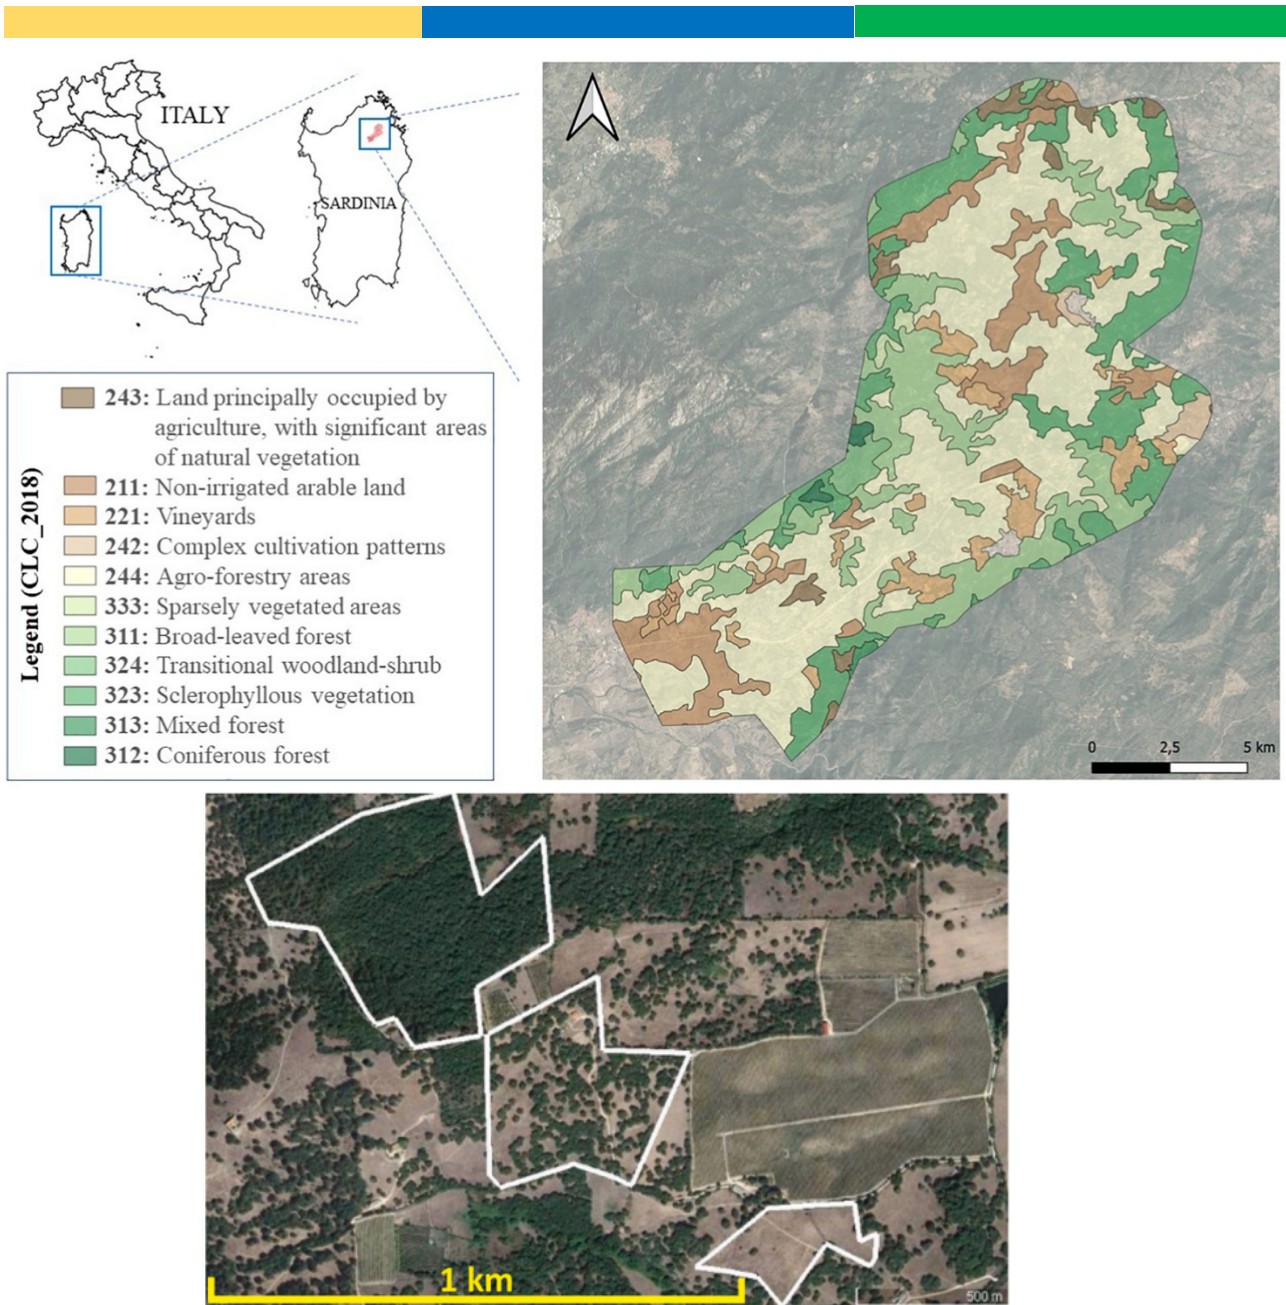 ITALY
SARDINIA
Legend (CLC_2018)
243: Land principally occupied by
agriculture, with significant areas
of natural vegetation
211: Non-irrigated arable land
221: Vineyards
242: Complex cultivation patterns
244: Agro-forestry areas
333: Sparsely vegetated areas
311: Broad-leaved forest
324: Transitional woodland-shrub
323: Sclerophyllous vegetation
313: Mixed forest
312: Coniferous forest
0 2,5 5 km
1 km
500 m